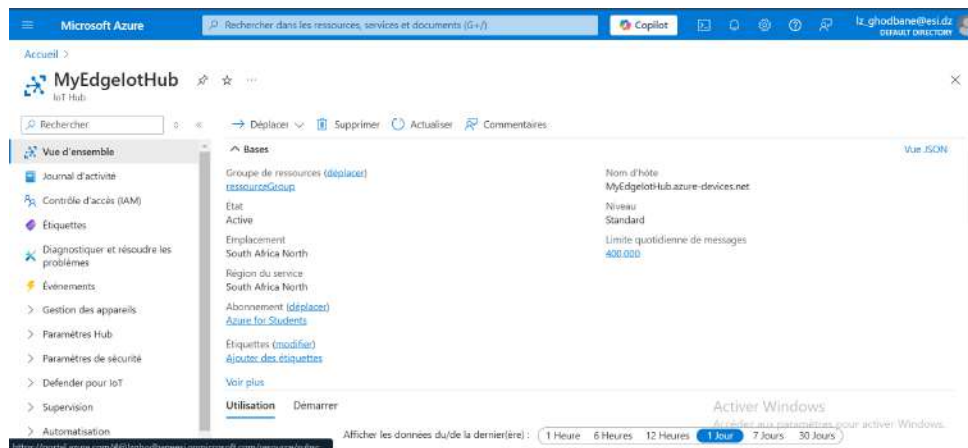 Microsoft Azure
Rechercher dans les ressources, services et documents (G+/)
Copilot
lz_ghodbane@esi.dz
DEFAULT DIRECTORY
Accueil >
MyEdgeIotHub
IoT Hub
Rechercher
Déplacer
Supprimer
Actualiser
Commentaires
Vue d'ensemble
Journal d'activité
Contrôle d'accès (IAM)
Étiquettes
Diagnostiquer et résoudre les problèmes
Événements
Gestion des appareils
Paramètres Hub
Paramètres de sécurité
Defender pour IoT
Supervision
Automatisation
Bases
Vue JSON
Groupe de ressources (déplacer)
ressourceGroup
État
Active
Emplacement
South Africa North
Région du service
South Africa North
Abonnement (déplacer)
Azure for Students
Étiquettes (modifier)
Ajouter des étiquettes
Voir plus
Nom d'hôte
MyEdgeIotHub.azure-devices.net
Niveau
Standard
Limite quotidienne de messages
400 000
Utilisation
Démarrer
Activer Windows
Accédez aux paramètres pour activer Windows.
Afficher les données du/de la dernier(ère) :
1 Heure
6 Heures
12 Heures
1 Jour
7 Jours
30 Jours